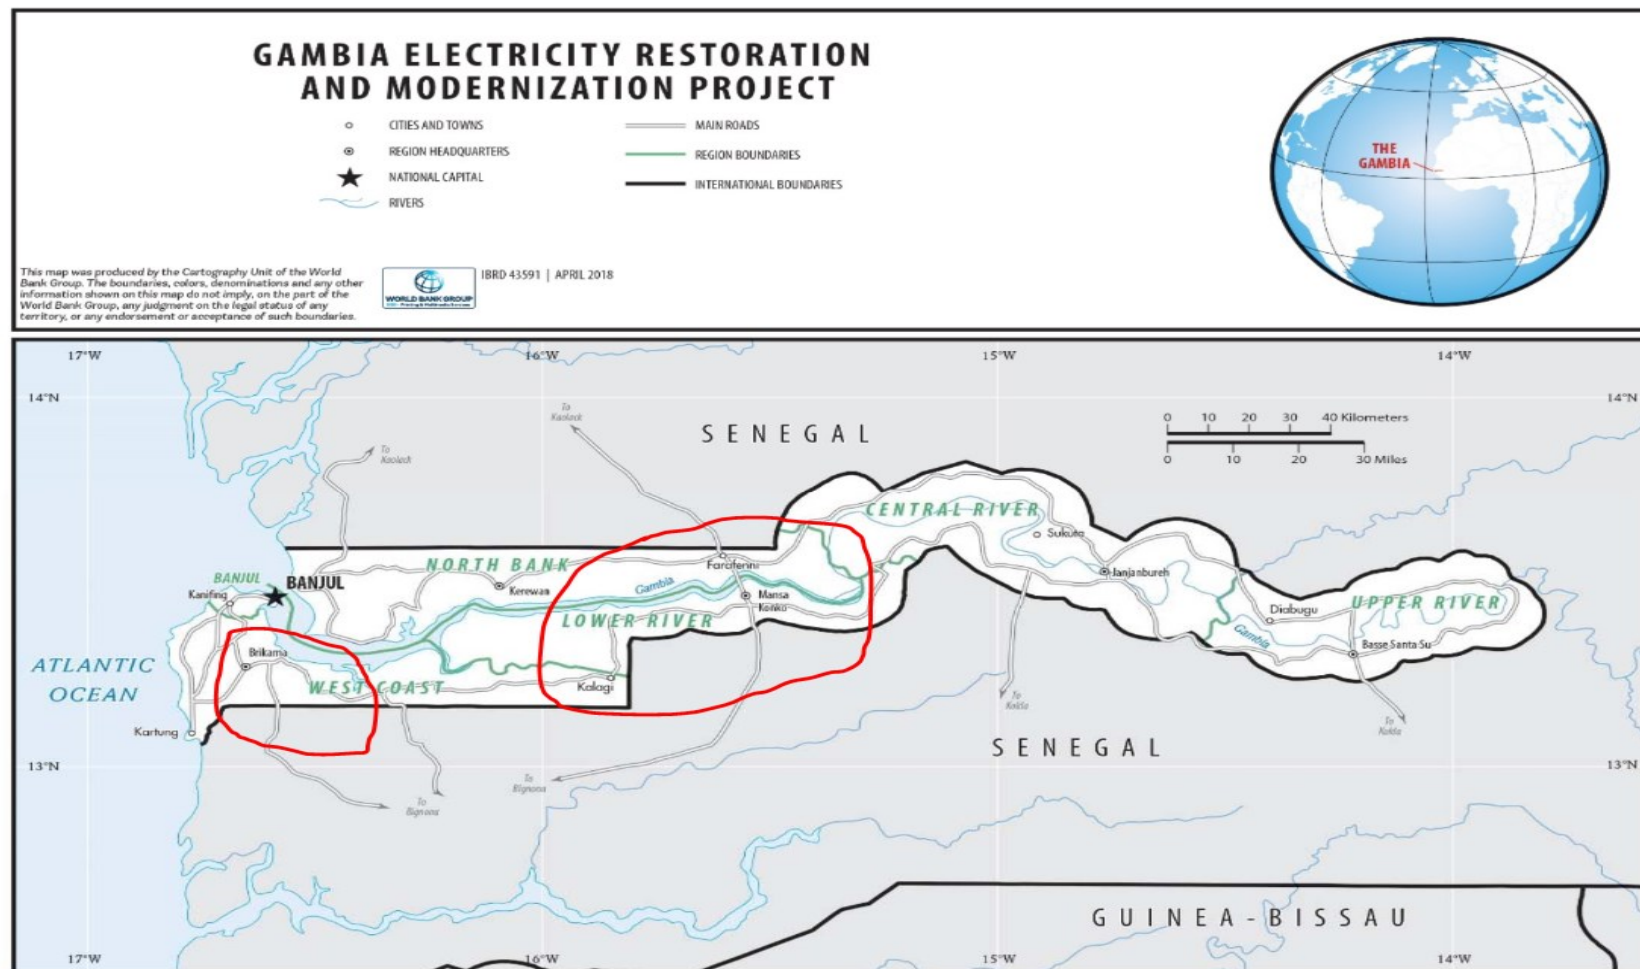 GAMBIA ELECTRICITY RESTORATION
AND MODERNIZATION PROJECT
CITIES AND TOWNS
REGION HEADQUARTERS
NATIONAL CAPITAL
RIVERS
MAIN ROADS
REGION BOUNDARIES
INTERNATIONAL BOUNDARIES
This map was produced by the Cartography Unit of the World
Bank Group. The boundaries, colors, denominations and any other
information shown on this map do not imply, on the part of the
World Bank Group, any judgment on the legal status of any
territory, or any endorsement or acceptance of such boundaries.
WORLD BANK GROUP
IBRD 43591 | APRIL 2018
THE
GAMBIA
17°W
16°W
15°W
14°W
14°N
14°N
To
Kaolack
To
Kaolack
SENEGAL
0 10 20 30 40 Kilometers
0 10 20 30 Miles
CENTRAL RIVER
Sukuta
NORTH BANK
Farafenni
Janjanbureh
BANJUL
BANJUL
Kanifing
Kerewan
Gambia
Mansa
Konko
Diabugu
UPPER RIVER
LOWER RIVER
Gambia
Basse Santa Su
Brikama
ATLANTIC
OCEAN
WEST COAST
Kalagi
To
Kolda
To
Kolda
Kartung
SENEGAL
13°N
13°N
To
Bignona
To
Bignona
GUINEA-BISSAU
17°W
16°W
15°W
14°W